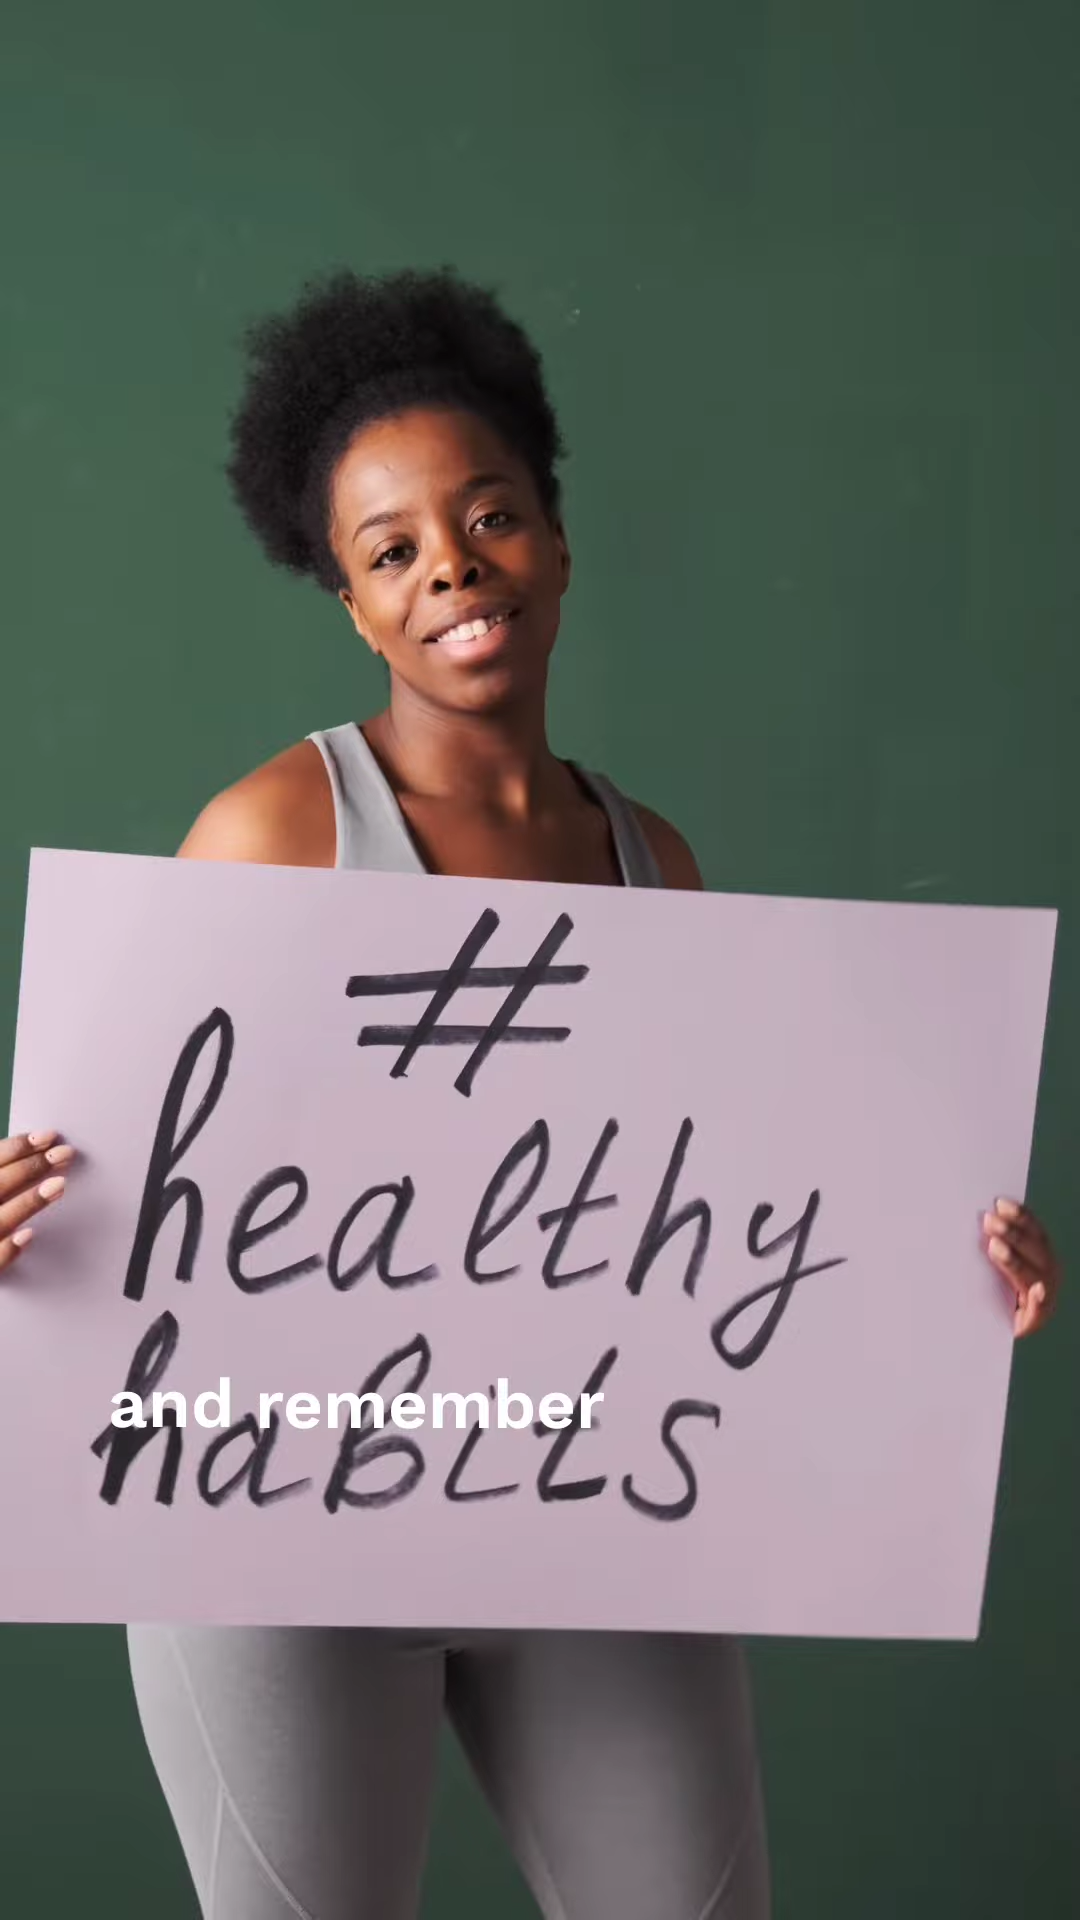 #
healthy
habits
and remember